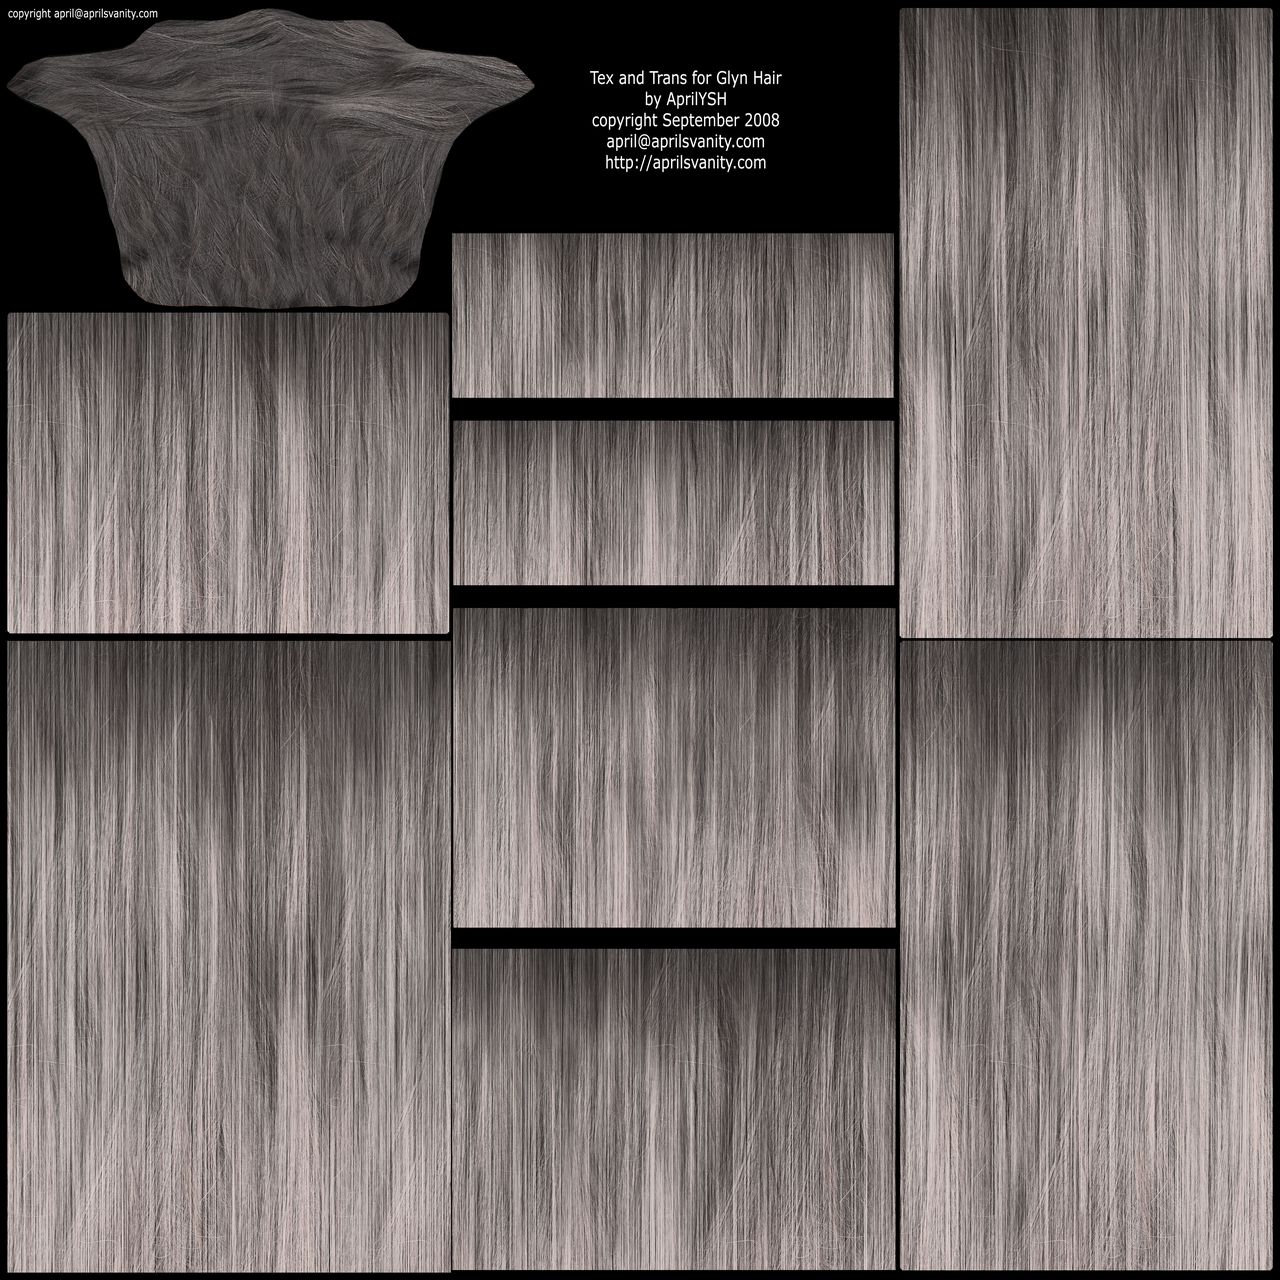 copyright april@aprilsvanity.com
Tex and Trans for Glyn Hair
by AprilYSH
copyright September 2008
april@aprilsvanity.com
http://aprilsvanity.com